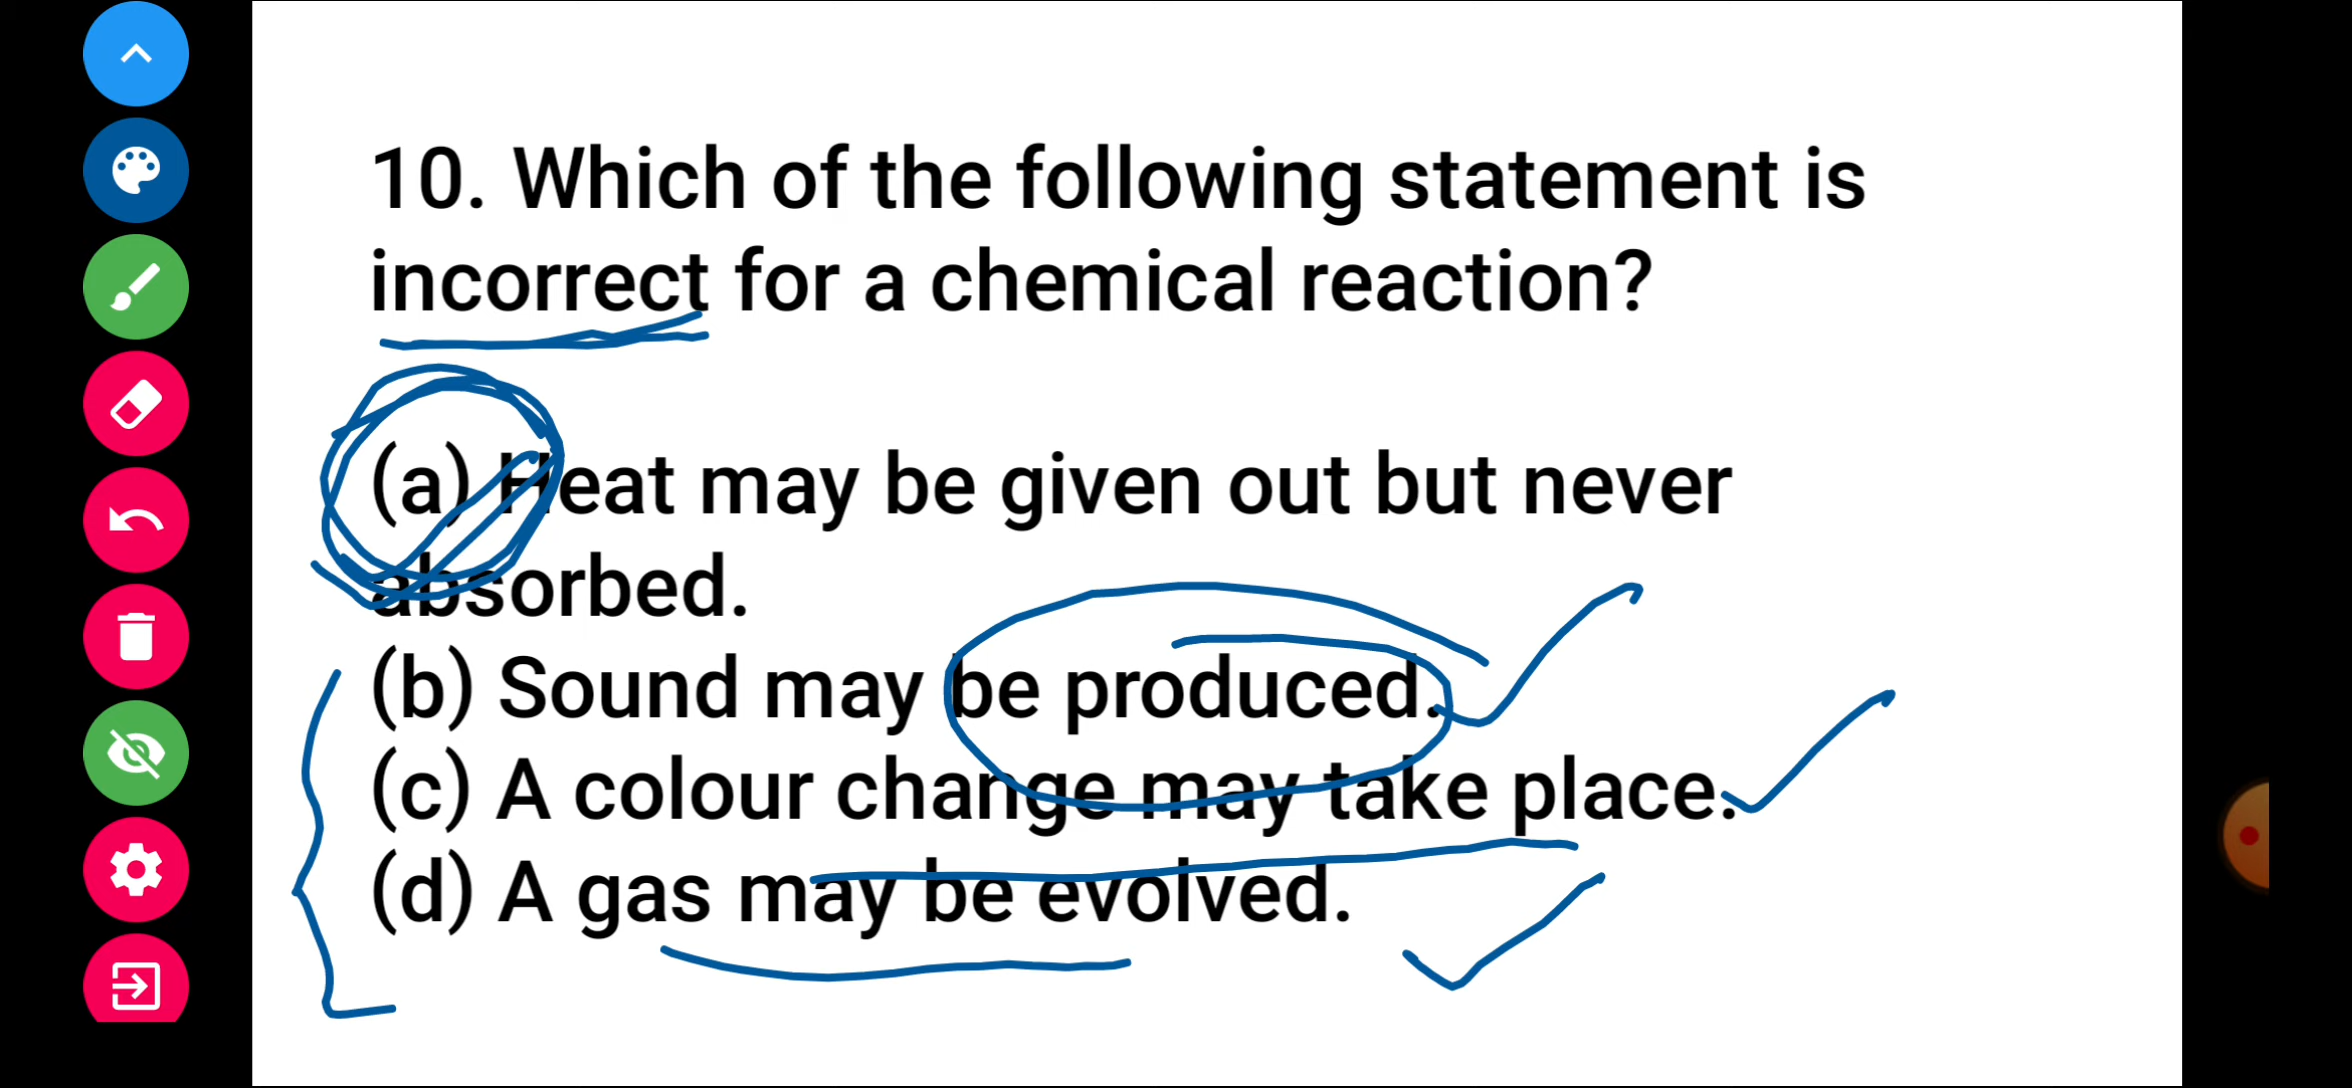 10. Which of the following statement is
incorrect for a chemical reaction?
(a) Heat may be given out but never
absorbed.
(b) Sound may be produced.
(c) A colour change may take place.
(d) A gas may be evolved.